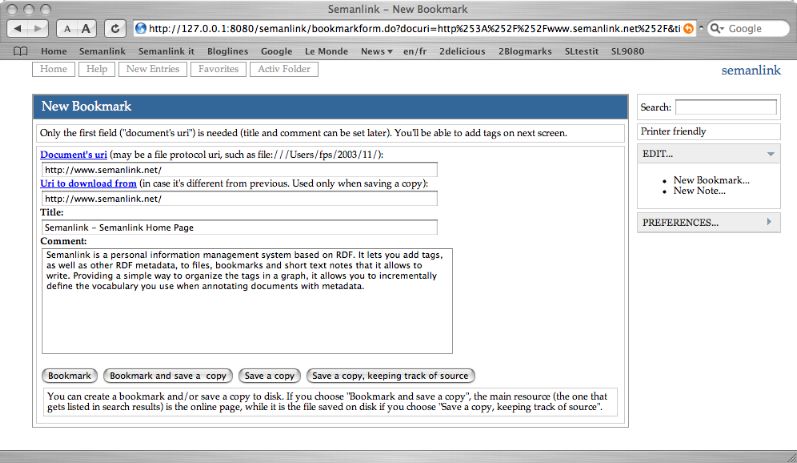 Semanlink – New Bookmark
A A C http://127.0.0.1:8080/semanlink/bookmarkform.do?docuri=http%253A%252F%252Fwww.semanlink.net%252F&ti Google
Home Semanlink Semanlink it Bloglines Google Le Monde News en/fr 2delicious 2Blogmarks SLtestit SL9080
Home Help New Entries Favorites Activ Folder semanlink
New Bookmark
Only the first field ("document's uri") is needed (title and comment can be set later). You'll be able to add tags on next screen.
Document's uri (may be a file protocol uri, such as file:///Users/fps/2003/11/):
http://www.semanlink.net/
Uri to download from (in case it's different from previous. Used only when saving a copy):
http://www.semanlink.net/
Title:
Semanlink – Semanlink Home Page
Comment:
Semanlink is a personal information management system based on RDF. It lets you add tags,
as well as other RDF metadata, to files, bookmarks and short text notes that it allows to
write. Providing a simple way to organize the tags in a graph, it allows you to incrementally
define the vocabulary you use when annotating documents with metadata.
Bookmark Bookmark and save a copy Save a copy Save a copy, keeping track of source
You can create a bookmark and/or save a copy to disk. If you choose "Bookmark and save a copy", the main resource (the one that
gets listed in search results) is the online page, while it is the file saved on disk if you choose "Save a copy, keeping track of source".
Search:
Printer friendly
EDIT...
New Bookmark...
New Note...
PREFERENCES...